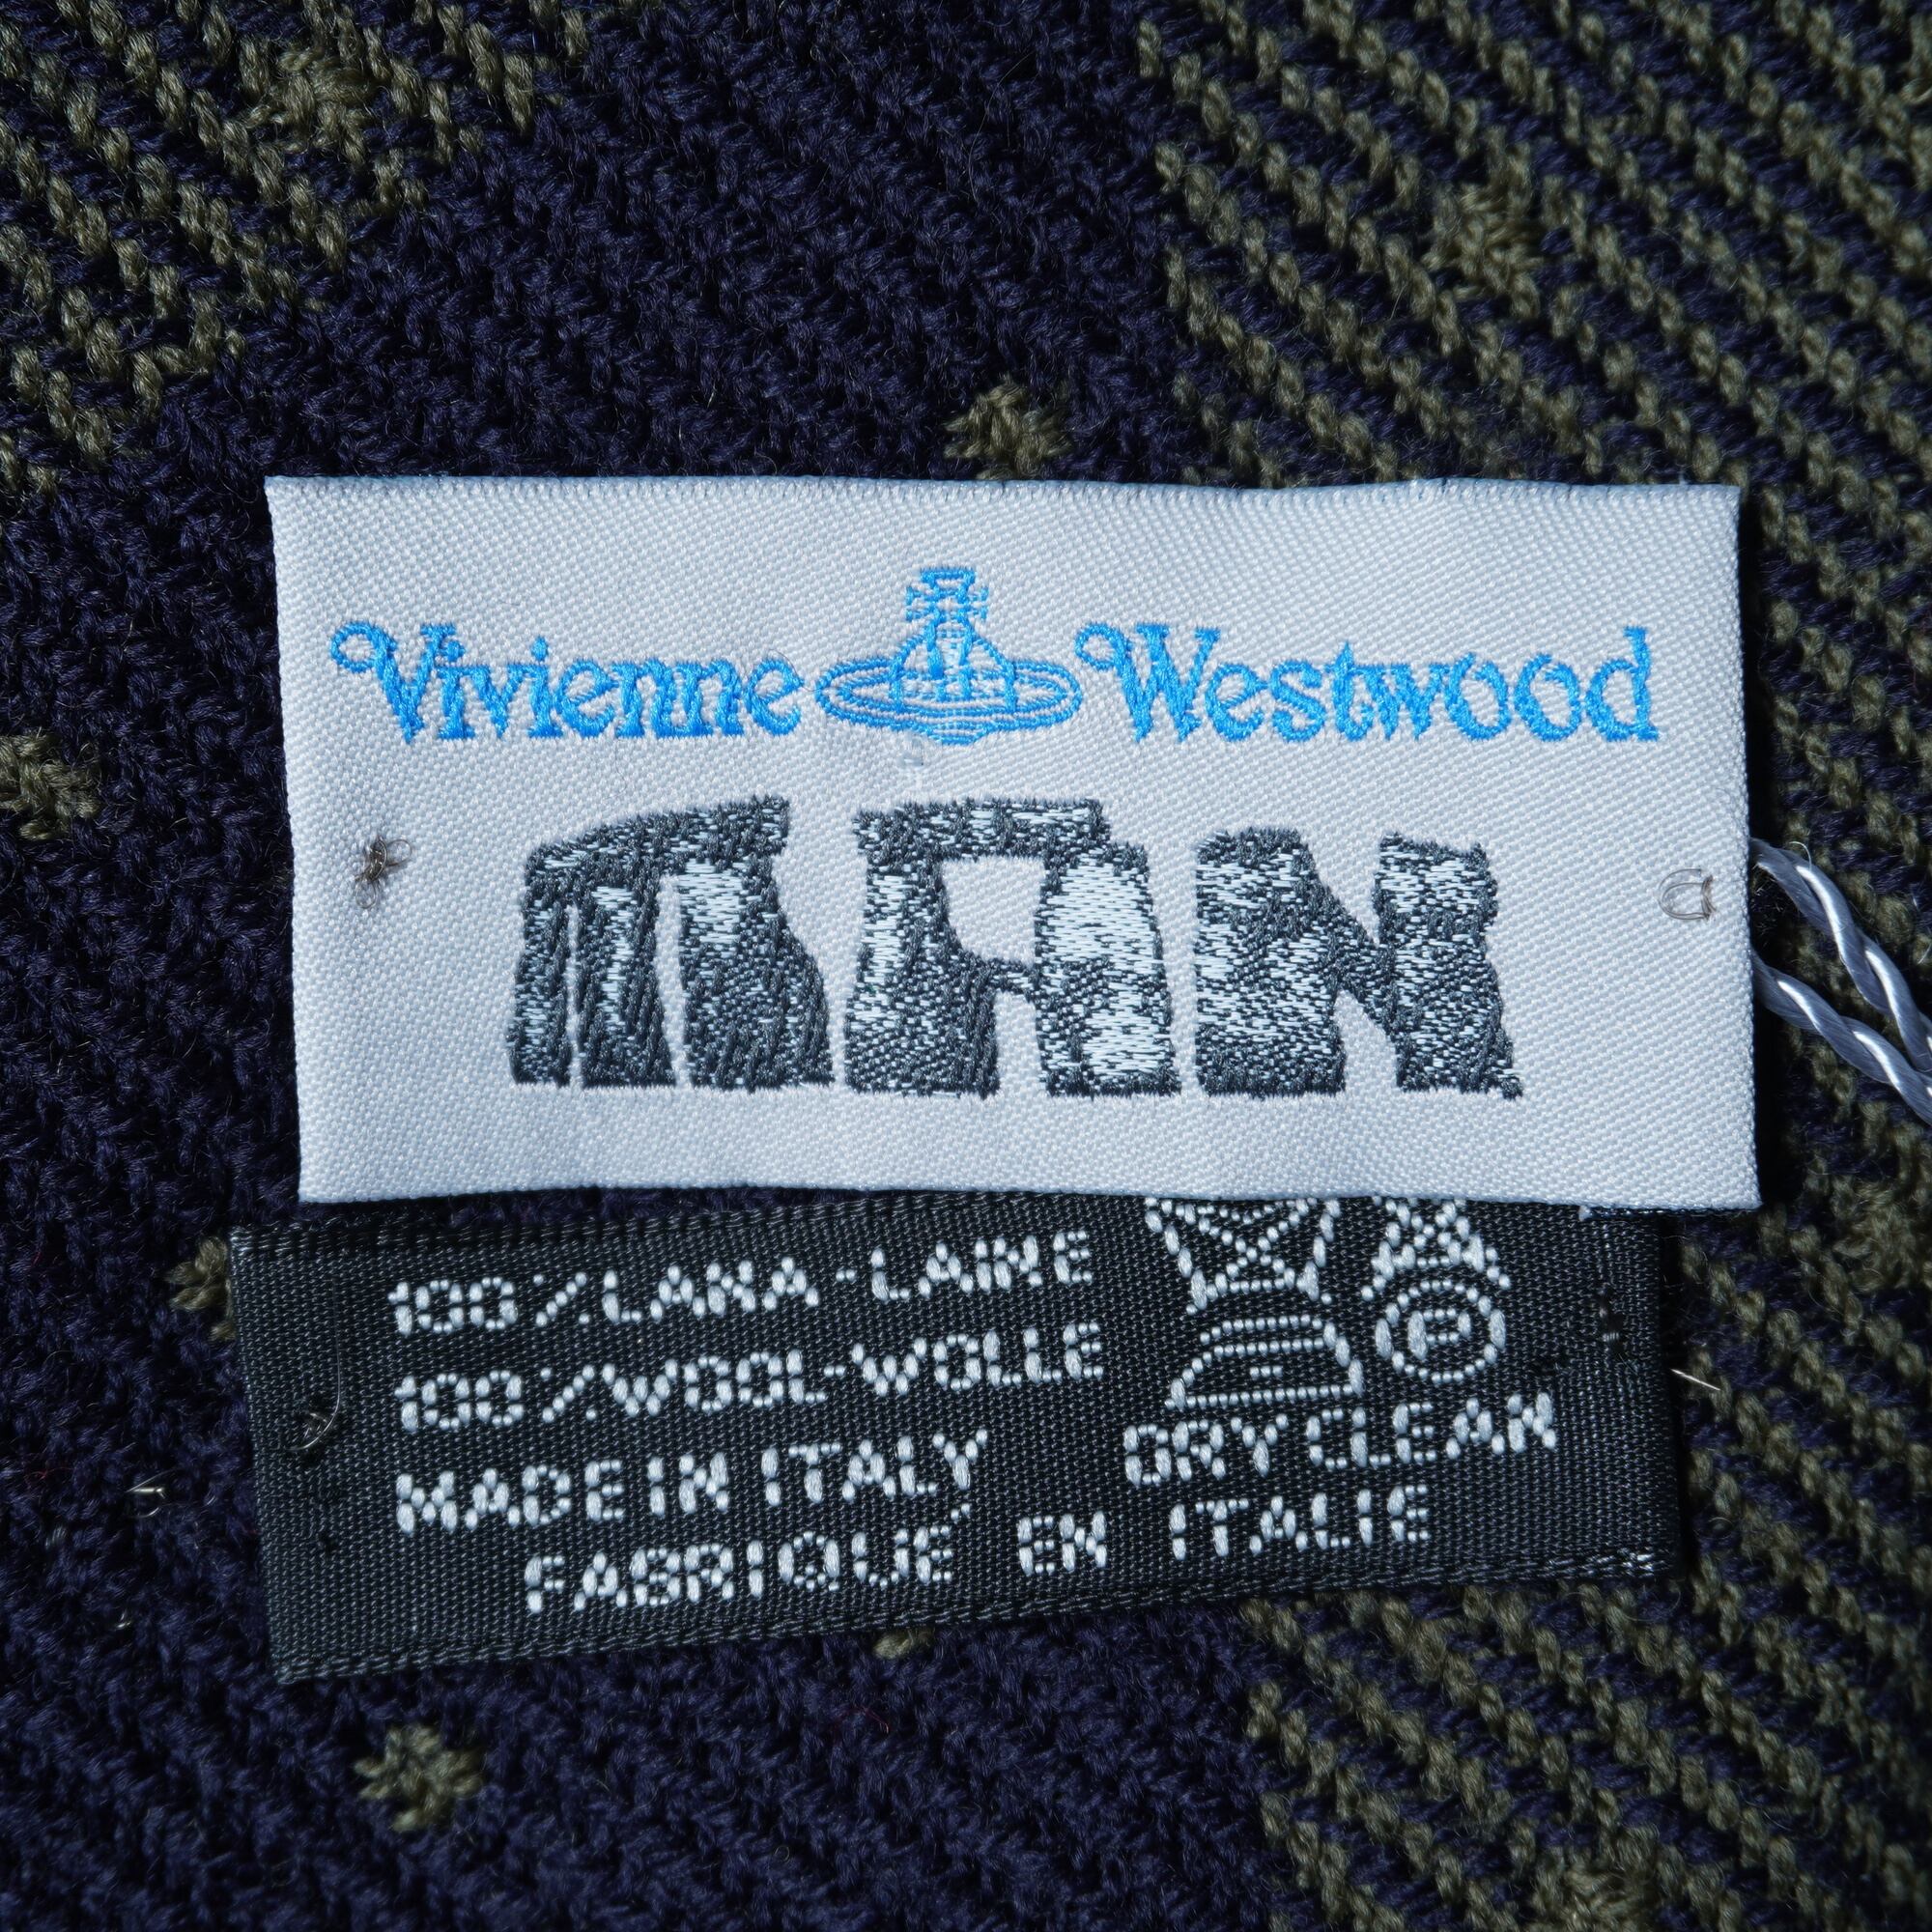 Vivienne Westwood
MAN
100% LANA-LAINE
100% WOOL-WOLLE
P
MADE IN ITALY
DRY CLEAN
FABRIQUÉ EN ITALIE